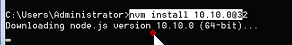 C:\Users\Administrator>nvm install 10.10.0@32
Downloading node.js version 10.10.0 (64-bit)...